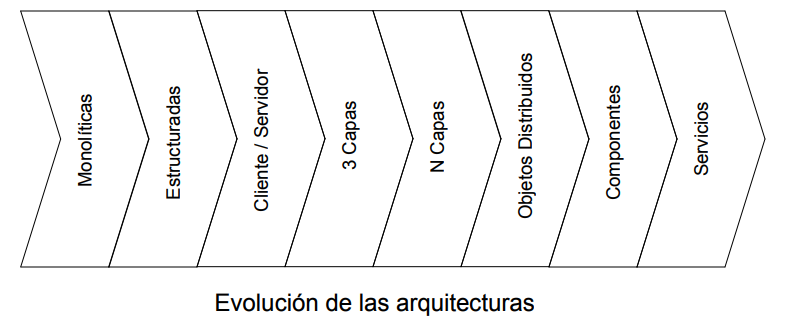 Monolíticas
Estructuradas
Cliente / Servidor
3 Capas
N Capas
Objetos Distribuidos
Componentes
Servicios
Evolución de las arquitecturas